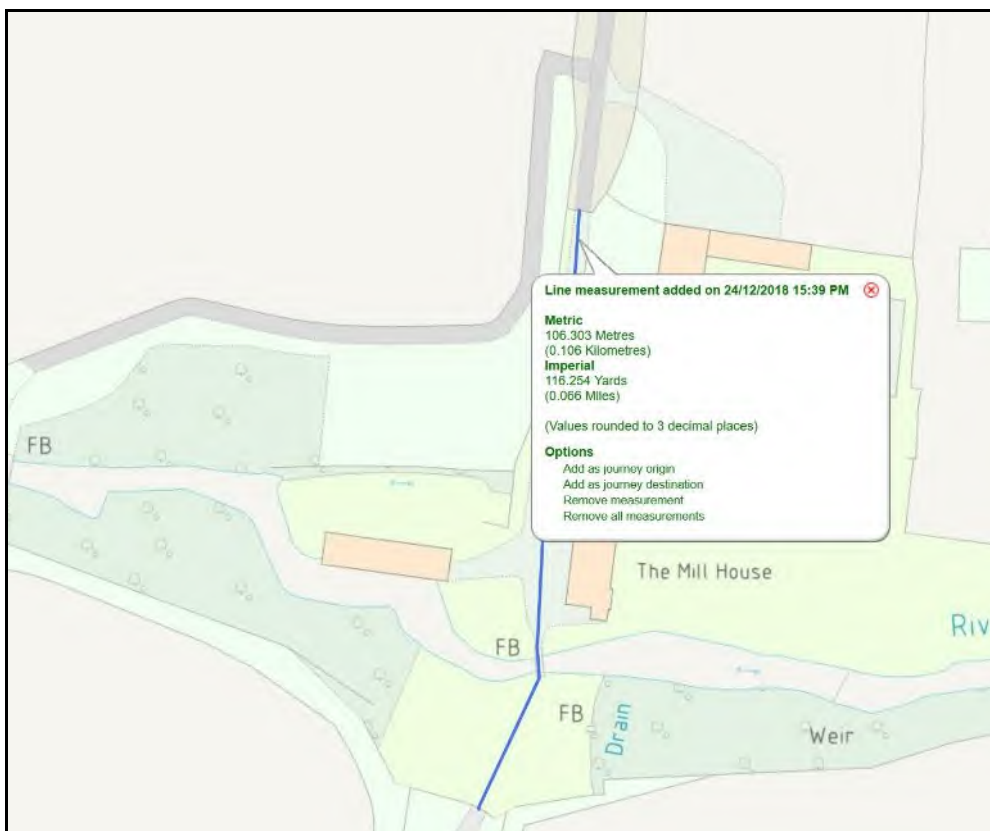 Line measurement added on 24/12/2018 15:39 PM
Metric
106.303 Metres
(0.106 Kilometres)
Imperial
116.254 Yards
(0.066 Miles)
(Values rounded to 3 decimal places)
Options
Add as journey origin
Add as journey destination
Remove measurement
Remove all measurements
FB
The Mill House
Riv
FB
FB
Drain
Weir